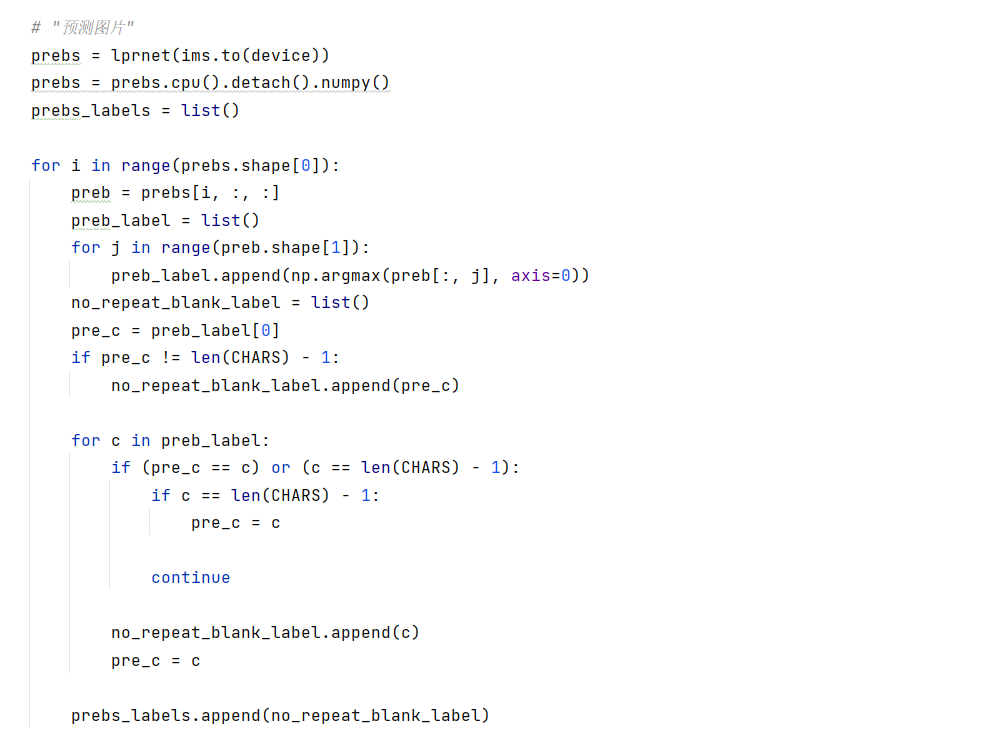 # "预测图片"
prebs = lprnet(ims.to(device))
prebs = prebs.cpu().detach().numpy()
prebs_labels = list()
for i in range(prebs.shape[0]):
    preb = prebs[i, :, :]
    preb_label = list()
    for j in range(preb.shape[1]):
        preb_label.append(np.argmax(preb[:, j], axis=0))
    no_repeat_blank_label = list()
    pre_c = preb_label[0]
    if pre_c != len(CHARS) - 1:
        no_repeat_blank_label.append(pre_c)
    for c in preb_label:
        if (pre_c == c) or (c == len(CHARS) - 1):
            if c == len(CHARS) - 1:
                pre_c = c
            continue
        no_repeat_blank_label.append(c)
        pre_c = c
    prebs_labels.append(no_repeat_blank_label)